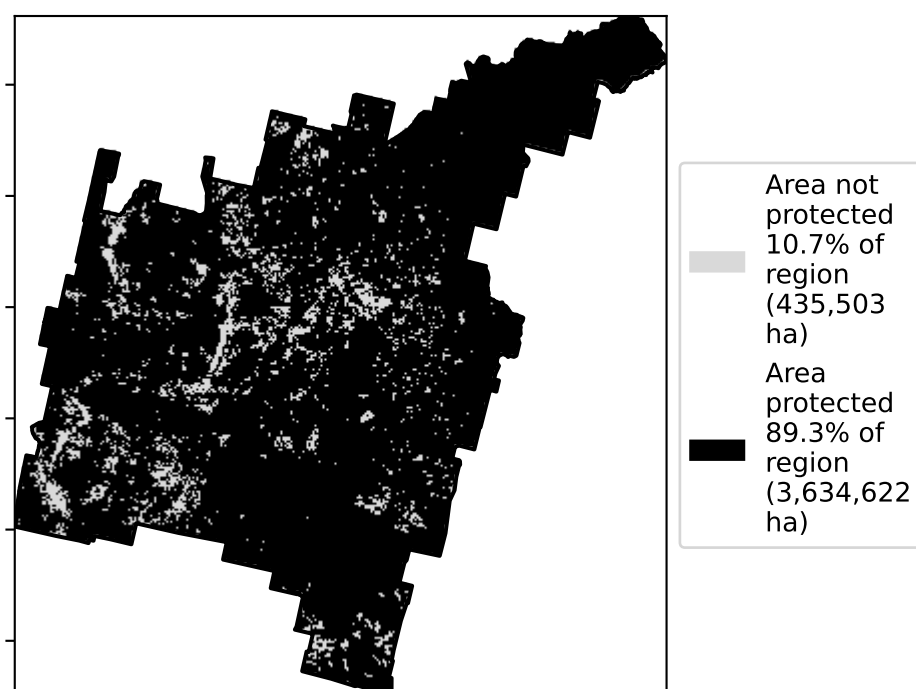 Area not
protected
10.7% of
region
(435,503
ha)
Area
protected
89.3% of
region
(3,634,622
ha)